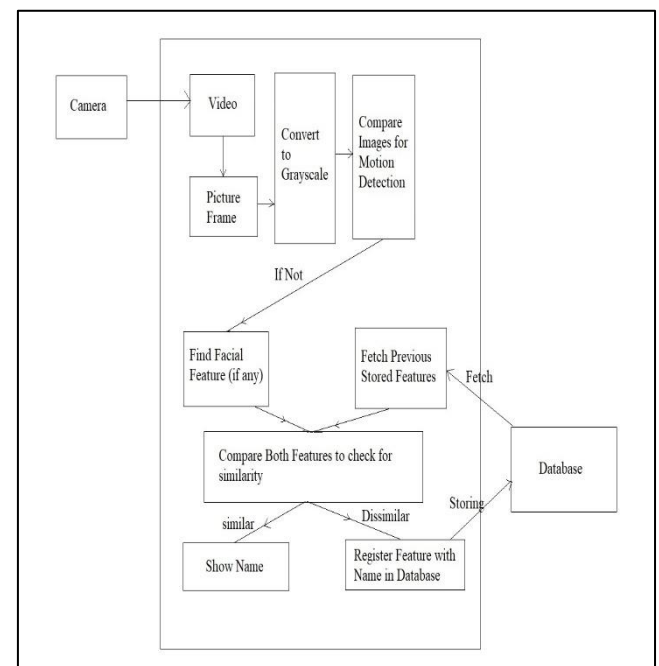 Camera
Video
Convert
to
Grayscale
Compare
Images for
Motion
Detection
Picture
Frame
If Not
Find Facial
Feature (if any)
Fetch Previous
Stored Features
Fetch
Compare Both Features to check for
similarity
Database
similar
Dissimilar
Storing
Show Name
Register Feature with
Name in Database